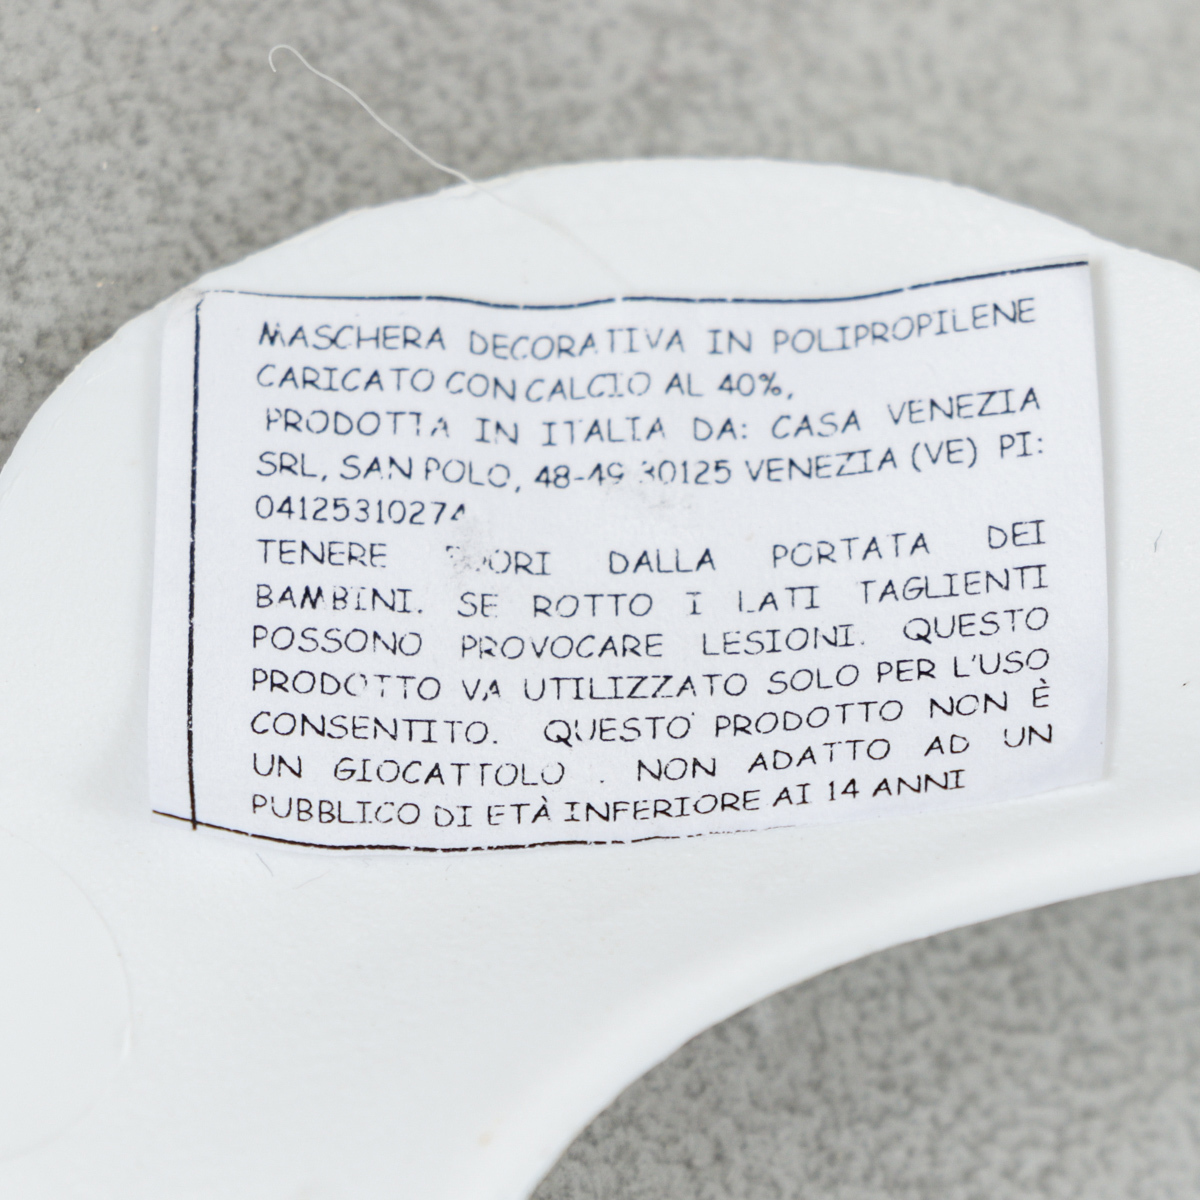 MASCHERA DECORATIVA IN POLIPROPILENE
CARICATO CON CALCIO AL 40%,
PRODOTTA IN ITALIA DA: CASA VENEZIA
SRL, SAN POLO, 48-49 30125 VENEZIA (VE) PI:
04125310274
TENERE FUORI DALLA PORTATA DEI
BAMBINI. SE ROTTO I LATI TAGLIENTI
POSSONO PROVOCARE LESIONI. QUESTO
PRODOTTO VA UTILIZZATO SOLO PER L'USO
CONSENTITO. QUESTO PRODOTTO NON È
UN GIOCATTOLO . NON ADATTO AD UN
PUBBLICO DI ETÀ INFERIORE AI 14 ANNI